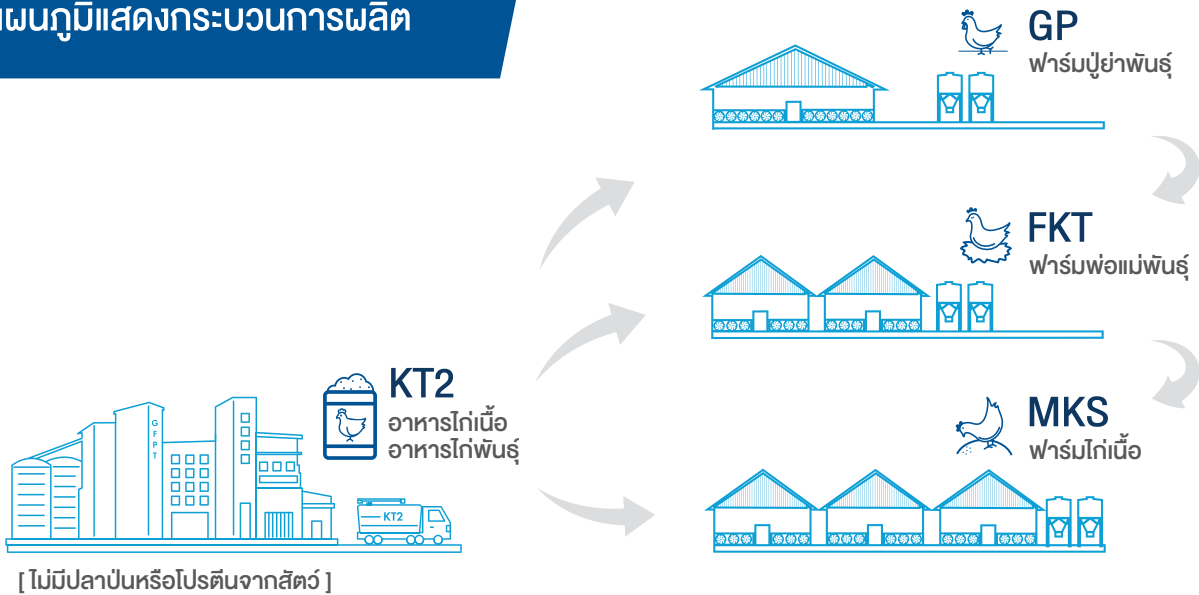 แผนภูมิแสดงกระบวนการผลิต
GP
ฟาร์มปู่ย่าพันธุ์
FKT
ฟาร์มพ่อแม่พันธุ์
KT2
อาหารไก่เนื้อ
อาหารไก่พันธุ์
MKS
ฟาร์มไก่เนื้อ
GFPT
KT2
[ ไม่มีปลาป่นหรือโปรตีนจากสัตว์ ]